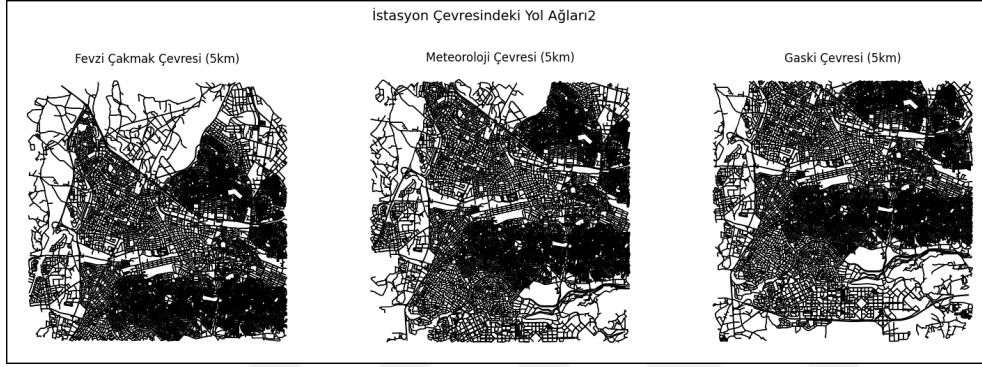 İstasyon Çevresindeki Yol Ağları2
Fevzi Çakmak Çevresi (5km)
Meteoroloji Çevresi (5km)
Gaski Çevresi (5km)